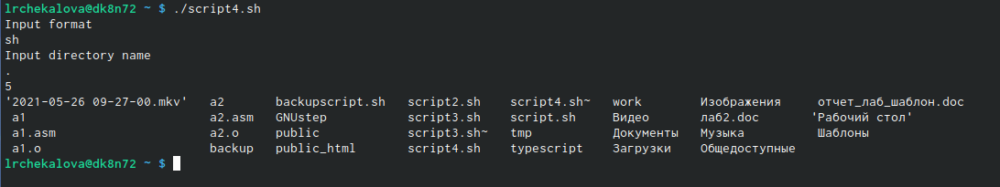 lrchekalova@dk8n72 ~ $ ./script4.sh
Input format
sh
Input directory name
.
5
'2021-05-26 09-27-00.mkv' a2 backupscript.sh script2.sh script4.sh~ work Изображения отчет_лаб_шаблон.doc
a1 a2.asm GNUstep script3.sh script.sh Видео лаб2.doc 'Рабочий стол'
a1.asm a2.o public script3.sh~ tmp Документы Музыка Шаблоны
a1.o backup public_html script4.sh typescript Загрузки Общедоступные
lrchekalova@dk8n72 ~ $